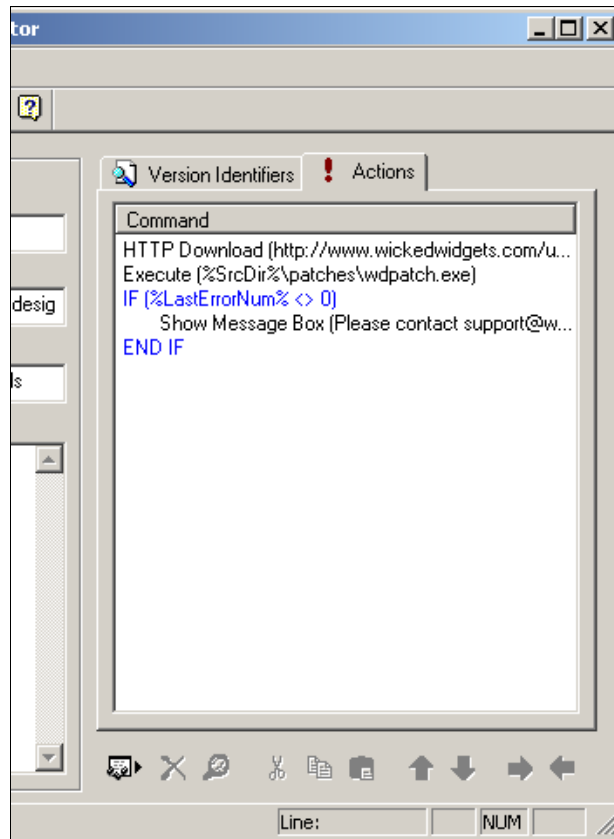 tor
Version Identifiers
Actions
Command
HTTP Download (http://www.wickedwidgets.com/u...
Execute (%SrcDir%\patches\wdpatch.exe)
IF (%LastErrorNum% <> 0)
Show Message Box (Please contact support@w...
END IF
desig
ls
Line:
NUM